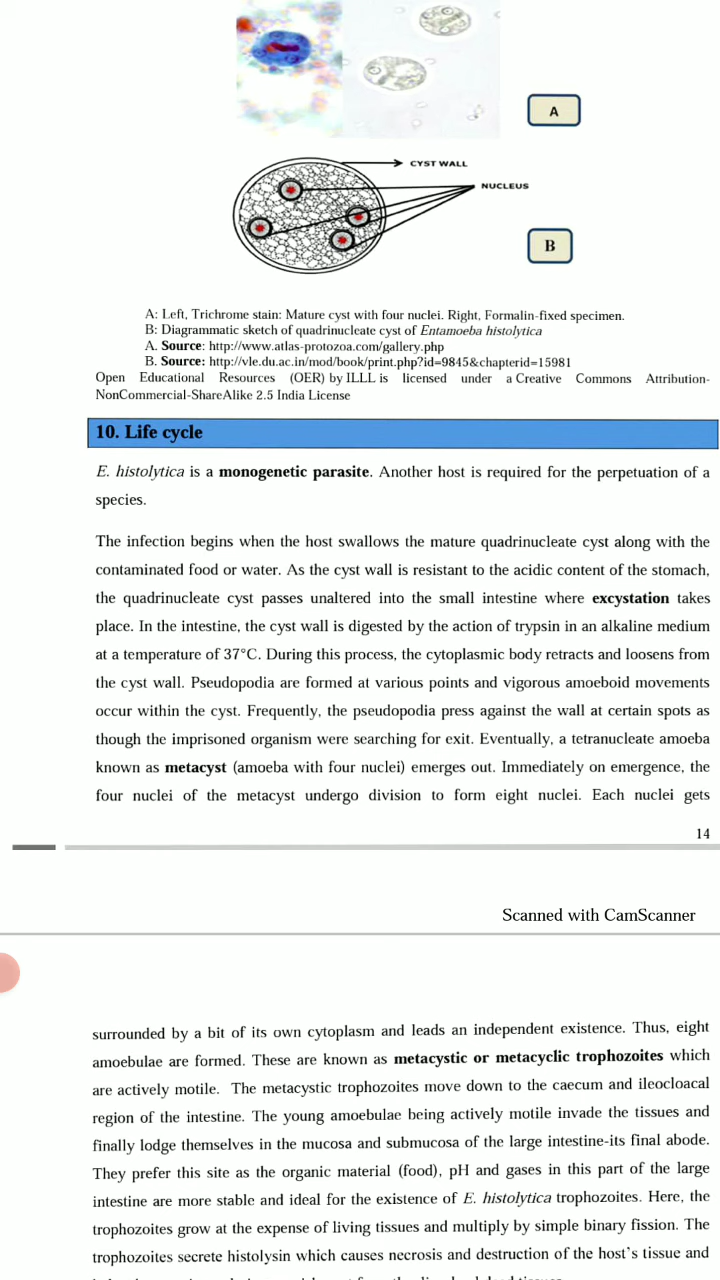 A
CYST WALL
NUCLEUS
B
A: Left, Trichrome stain: Mature cyst with four nuclei. Right, Formalin-fixed specimen.
B: Diagrammatic sketch of quadrinucleate cyst of Entamoeba histolytica
A. Source: http://www.atlas-protozoa.com/gallery.php
B. Source: http://vle.du.ac.in/mod/book/print.php?id=9845&chapterid=15981
Open Educational Resources (OER) by ILLL is licensed under a Creative Commons Attribution-
NonCommercial-ShareAlike 2.5 India License
10. Life cycle
E. histolytica is a monogenetic parasite. Another host is required for the perpetuation of a
species.
The infection begins when the host swallows the mature quadrinucleate cyst along with the
contaminated food or water. As the cyst wall is resistant to the acidic content of the stomach,
the quadrinucleate cyst passes unaltered into the small intestine where excystation takes
place. In the intestine, the cyst wall is digested by the action of trypsin in an alkaline medium
at a temperature of 37°C. During this process, the cytoplasmic body retracts and loosens from
the cyst wall. Pseudopodia are formed at various points and vigorous amoeboid movements
occur within the cyst. Frequently, the pseudopodia press against the wall at certain spots as
though the imprisoned organism were searching for exit. Eventually, a tetranucleate amoeba
known as metacyst (amoeba with four nuclei) emerges out. Immediately on emergence, the
four nuclei of the metacyst undergo division to form eight nuclei. Each nuclei gets
14
Scanned with CamScanner
surrounded by a bit of its own cytoplasm and leads an independent existence. Thus, eight
amoebulae are formed. These are known as metacystic or metacyclic trophozoites which
are actively motile. The metacystic trophozoites move down to the caecum and ileocloacal
region of the intestine. The young amoebulae being actively motile invade the tissues and
finally lodge themselves in the mucosa and submucosa of the large intestine-its final abode.
They prefer this site as the organic material (food), pH and gases in this part of the large
intestine are more stable and ideal for the existence of E. histolytica trophozoites. Here, the
trophozoites grow at the expense of living tissues and multiply by simple binary fission. The
trophozoites secrete histolysin which causes necrosis and destruction of the host's tissue and